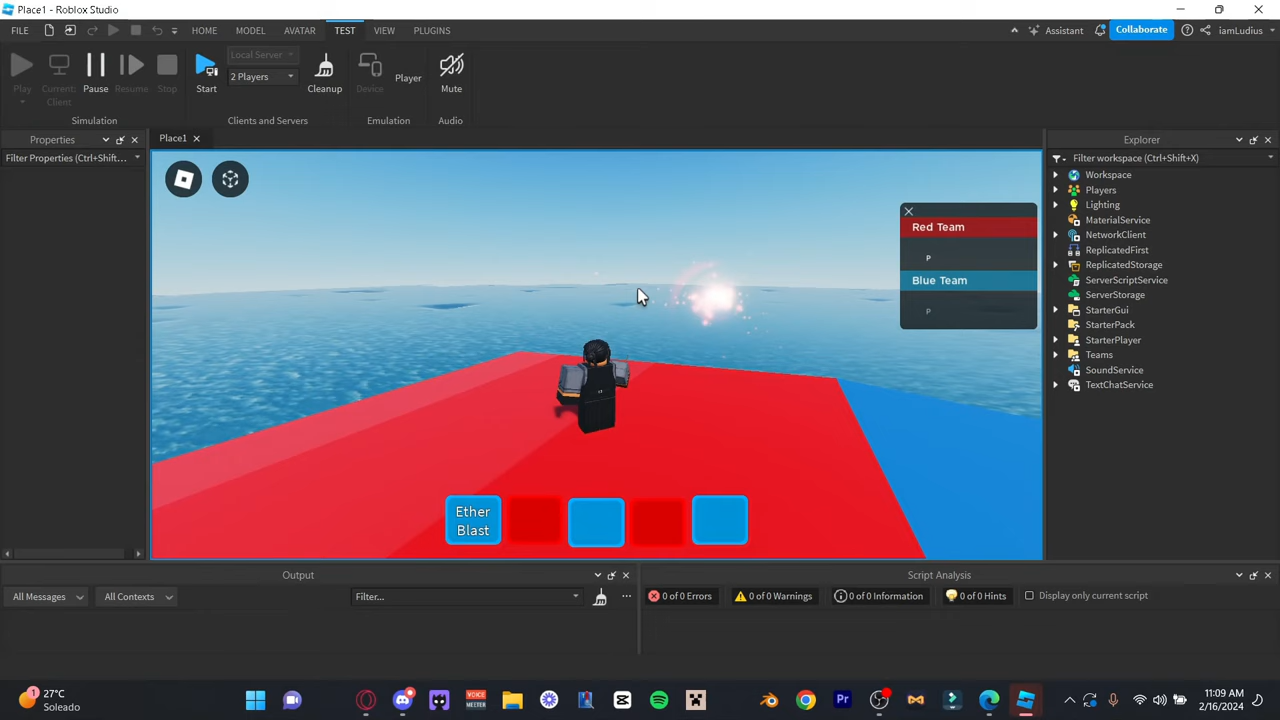 Place1 - Roblox Studio
FILE HOME MODEL AVATAR TEST VIEW PLUGINS Assistant Collaborate iamLudius
Local Server
2 Players
Play Current: Client Pause Resume Stop Start Cleanup Device Player Mute
Simulation Clients and Servers Emulation Audio
Properties
Filter Properties (Ctrl+Shift...
Place1
Explorer
Filter workspace (Ctrl+Shift+X)
Workspace
Players
Lighting
MaterialService
NetworkClient
ReplicatedFirst
ReplicatedStorage
ServerScriptService
ServerStorage
StarterGui
StarterPack
StarterPlayer
Teams
SoundService
TextChatService
Red Team
P
Blue Team
P
Ether
Blast
Output
All Messages All Contexts Filter...
Script Analysis
0 of 0 Errors 0 of 0 Warnings 0 of 0 Information 0 of 0 Hints Display only current script
1
27°C
Soleado
VOICE
MEETER
Pr
11:09 AM
2/16/2024